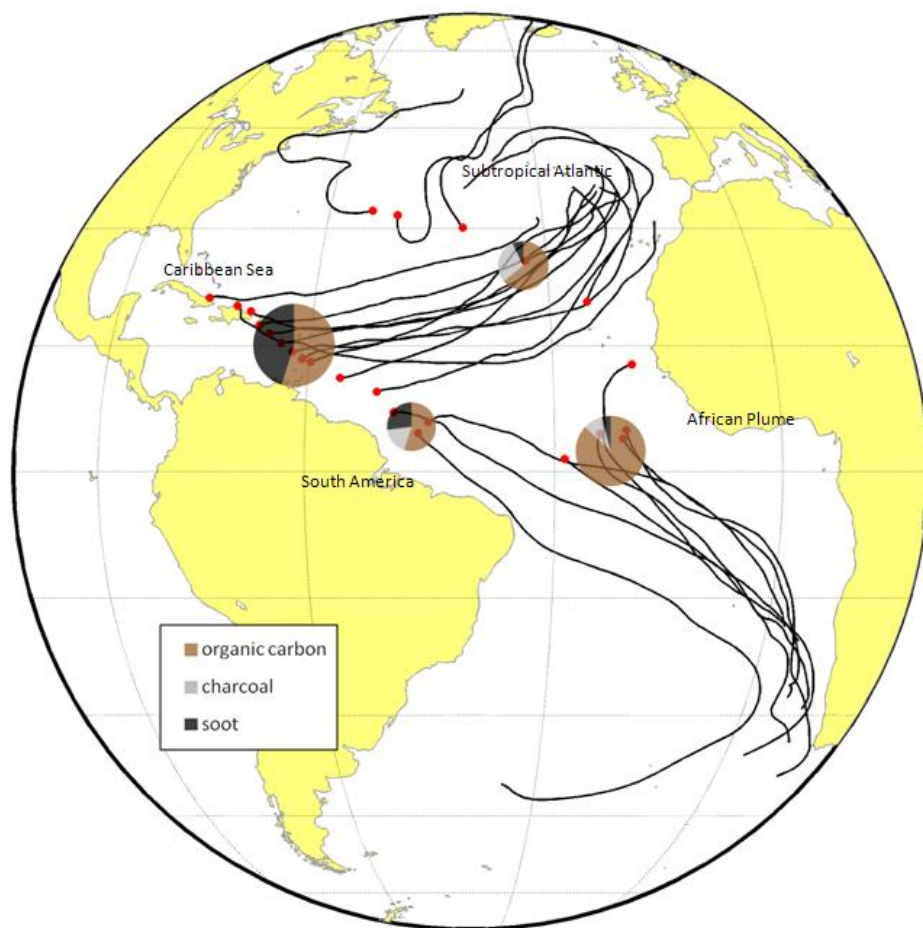 Subtropical Atlantic
Caribbean Sea
African Plume
South America
organic carbon
charcoal
soot